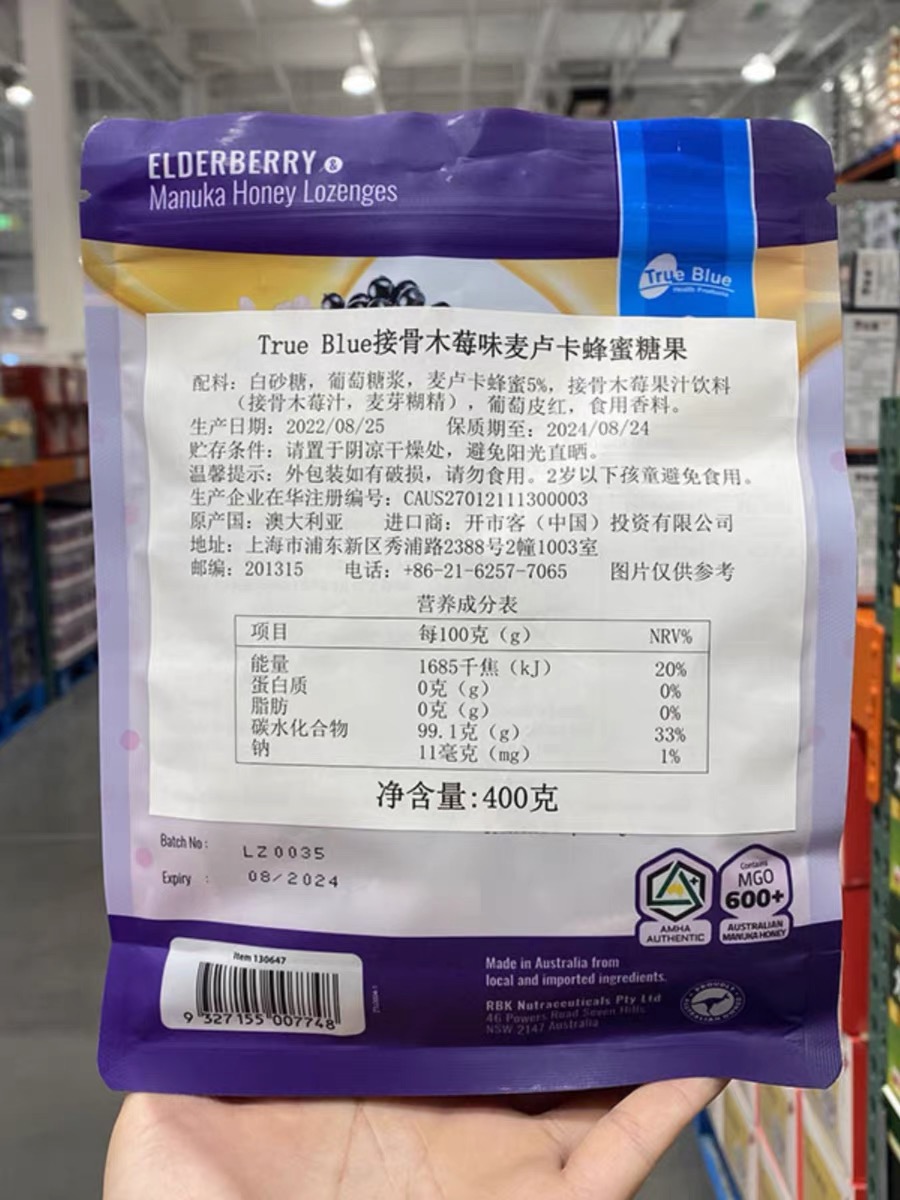 ELDERBERRY &
Manuka Honey Lozenges
True Blue
Health Products
True Blue接骨木莓味麦卢卡蜂蜜糖果
配料：白砂糖，葡萄糖浆，麦卢卡蜂蜜5%，接骨木莓果汁饮料
（接骨木莓汁，麦芽糊精），葡萄皮红，食用香料。
生产日期：2022/08/25 保质期至：2024/08/24
贮存条件：请置于阴凉干燥处，避免阳光直晒。
温馨提示：外包装如有破损，请勿食用。2岁以下孩童避免食用。
生产企业在华注册编号：CAUS27012111300003
原产国：澳大利亚 进口商：开市客（中国）投资有限公司
地址：上海市浦东新区秀浦路2388号2幢1003室
邮编：201315 电话：+86-21-6257-7065 图片仅供参考
营养成分表
项目 每100克（g） NRV%
能量 1685千焦（kJ） 20%
蛋白质 0克（g） 0%
脂肪 0克（g） 0%
碳水化合物 99.1克（g） 33%
钠 11毫克（mg） 1%
净含量:400克
Batch No : LZ0035
Expiry : 08/2024
AMHA
AUTHENTIC
Contains
MGO
600+
AUSTRALIAN
MANUKA HONEY
Item 130647
9 327155 007748
Made in Australia from
local and imported ingredients.
RBK Nutraceuticals Pty Ltd
46 Powers Road Seven Hills
NSW 2147 Australia